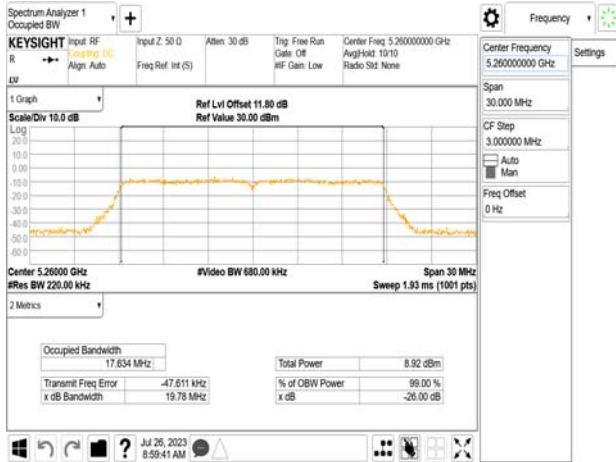 Spectrum Analyzer 1
Occupied BW
Frequency
KEYSIGHT
R
LXI
Input: RF
Coupling: DC
Align: Auto
Input Z: 50 Ω
Freq Ref: Int (S)
Atten: 30 dB
Trig: Free Run
Gate: Off
#IF Gain: Low
Center Freq: 5.260000000 GHz
Avg|Hold: 10/10
Radio Std: None
Center Frequency
5.260000000 GHz
Settings
Span
30.000 MHz
CF Step
3.000000 MHz
Auto
Man
Freq Offset
0 Hz
1 Graph
Scale/Div 10.0 dB
Ref Lvl Offset 11.80 dB
Ref Value 30.00 dBm
Log
20.0
10.0
0.00
-10.0
-20.0
-30.0
-40.0
-50.0
-60.0
Center 5.26000 GHz
#Res BW 220.00 kHz
#Video BW 680.00 kHz
Span 30 MHz
Sweep 1.93 ms (1001 pts)
2 Metrics
Occupied Bandwidth
17.634 MHz
Transmit Freq Error -47.611 kHz
x dB Bandwidth 19.78 MHz
Total Power 8.92 dBm
% of OBW Power 99.00 %
x dB -26.00 dB
?
Jul 26, 2023
8:59:41 AM